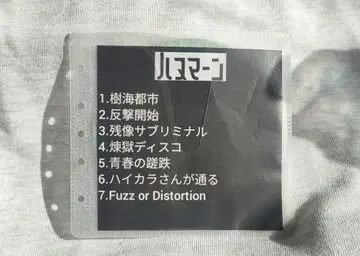 ハヌマーン
1.樹海都市
2.反撃開始
3.残像サブリミナル
4.煉獄ディスコ
5.青春の蹉跌
6.ハイカラさんが通る
7.Fuzz or Distortion